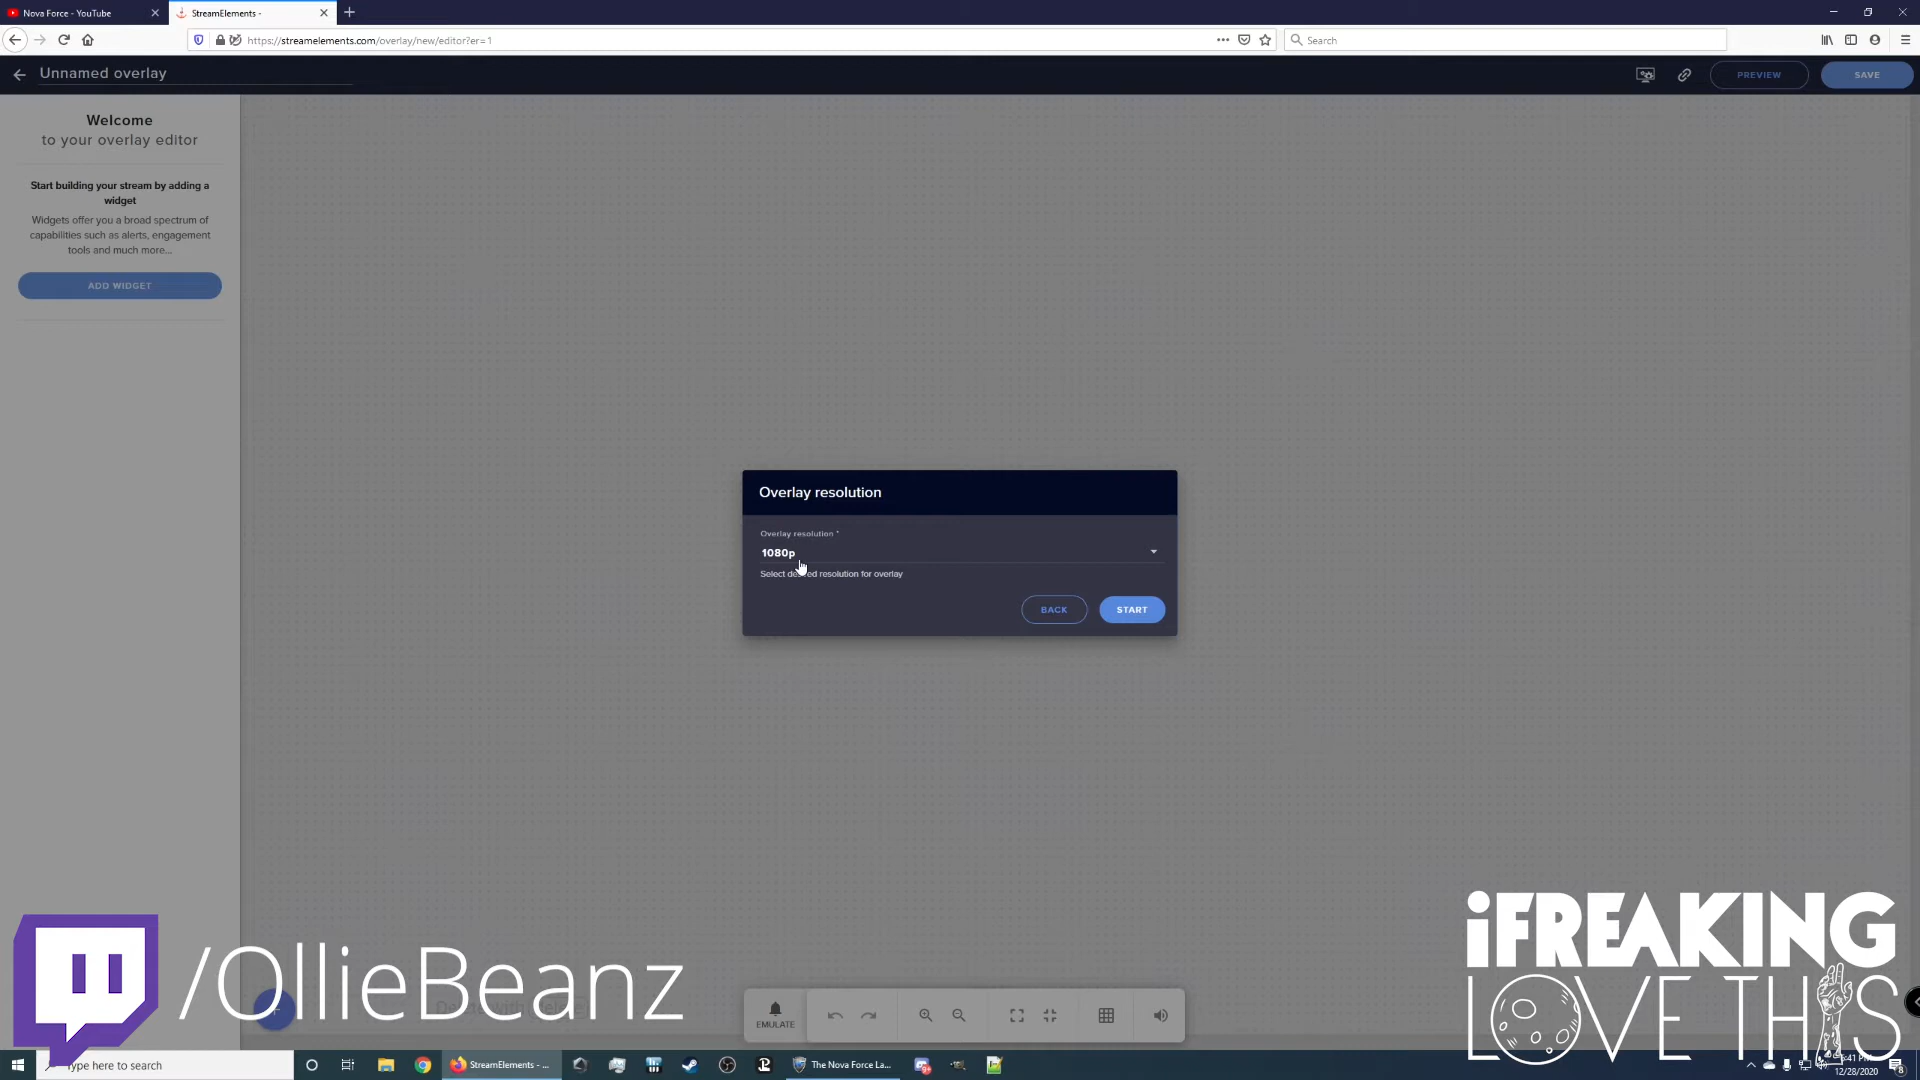 Nova Force - YouTube
StreamElements -
https://streamelements.com/overlay/new/editor?er=1
Search
Unnamed overlay
PREVIEW
SAVE
Welcome
to your overlay editor
Start building your stream by adding a
widget
Widgets offer you a broad spectrum of
capabilities such as alerts, engagement
tools and much more...
ADD WIDGET
Overlay resolution
Overlay resolution *
1080p
Select desired resolution for overlay
BACK
START
/OllieBeanz
EMULATE
iFREAKING
LOVE THIS
Type here to search
StreamElements - ...
The Nova Force La...
12/28/2020